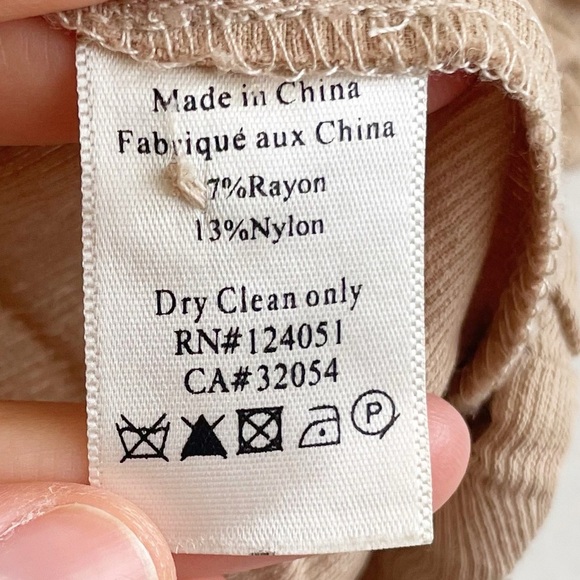 Made in China
Fabriqué aux China
7%Rayon
13%Nylon
Dry Clean only
RN#124051
CA#32054
P